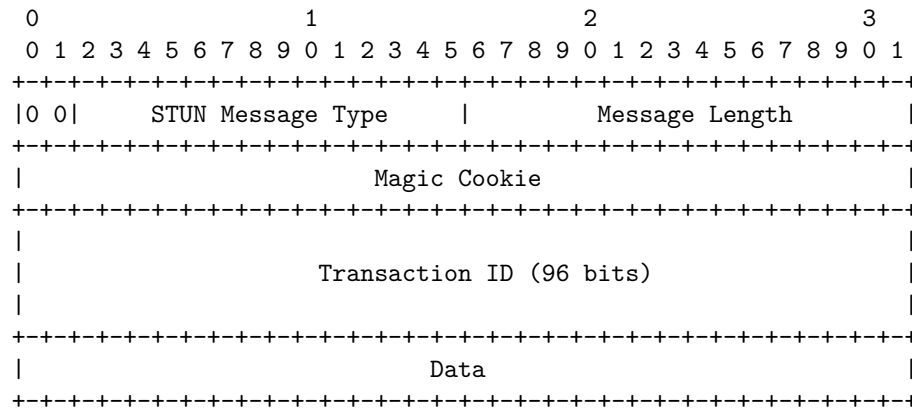 0                   1                   2                   3
0 1 2 3 4 5 6 7 8 9 0 1 2 3 4 5 6 7 8 9 0 1 2 3 4 5 6 7 8 9 0 1
+-+-+-+-+-+-+-+-+-+-+-+-+-+-+-+-+-+-+-+-+-+-+-+-+-+-+-+-+-+-+-+-+
|0 0|     STUN Message Type     |         Message Length        |
+-+-+-+-+-+-+-+-+-+-+-+-+-+-+-+-+-+-+-+-+-+-+-+-+-+-+-+-+-+-+-+-+
|                         Magic Cookie                          |
+-+-+-+-+-+-+-+-+-+-+-+-+-+-+-+-+-+-+-+-+-+-+-+-+-+-+-+-+-+-+-+-+
|                                                               |
|                     Transaction ID (96 bits)                  |
|                                                               |
+-+-+-+-+-+-+-+-+-+-+-+-+-+-+-+-+-+-+-+-+-+-+-+-+-+-+-+-+-+-+-+-+
|                             Data                              |
+-+-+-+-+-+-+-+-+-+-+-+-+-+-+-+-+-+-+-+-+-+-+-+-+-+-+-+-+-+-+-+-+